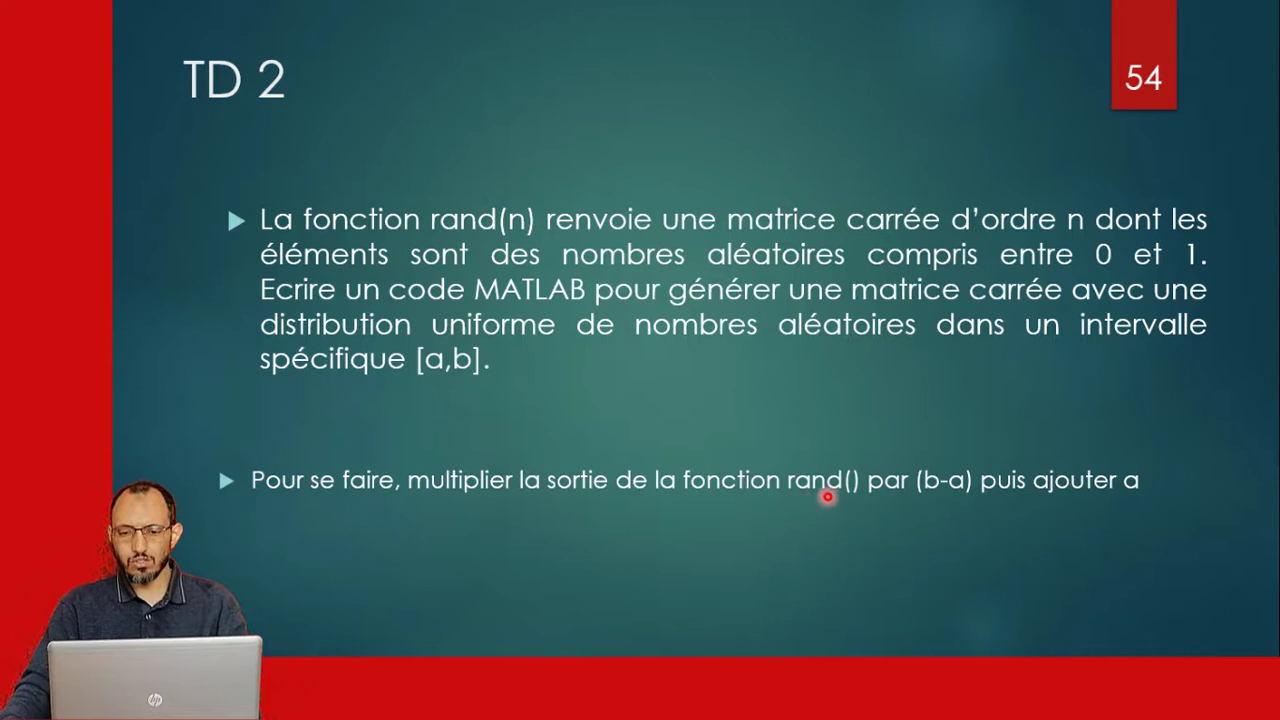 TD 2
54
La fonction rand(n) renvoie une matrice carrée d’ordre n dont les
éléments sont des nombres aléatoires compris entre 0 et 1.
Ecrire un code MATLAB pour générer une matrice carrée avec une
distribution uniforme de nombres aléatoires dans un intervalle
spécifique [a,b].
Pour se faire, multiplier la sortie de la fonction rand() par (b-a) puis ajouter a
hp